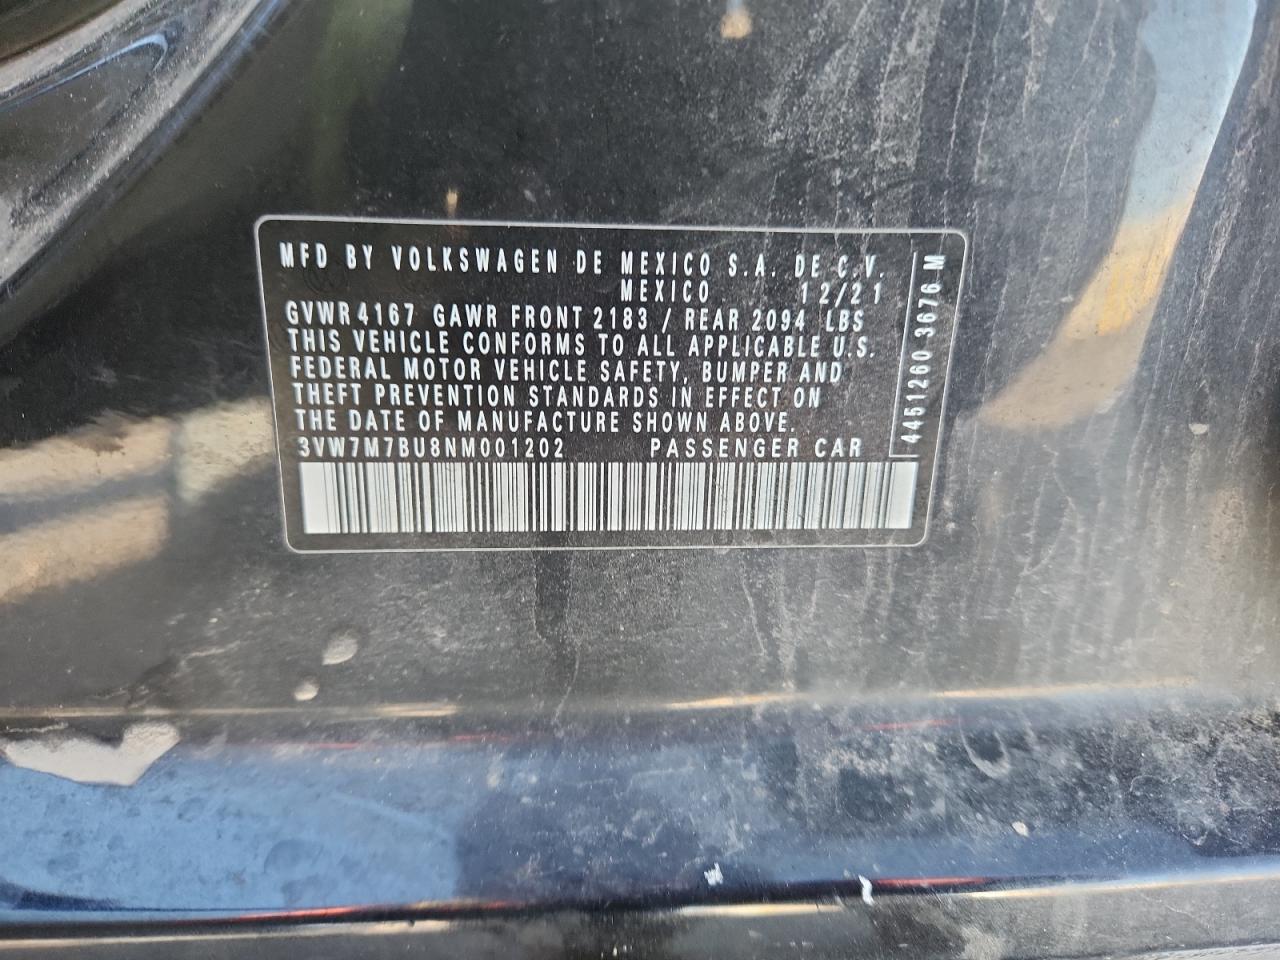 MFD BY VOLKSWAGEN DE MEXICO S.A. DE C.V.
MEXICO 12/21
GVWR 4167 GAWR FRONT 2183 / REAR 2094 LBS
THIS VEHICLE CONFORMS TO ALL APPLICABLE U.S.
FEDERAL MOTOR VEHICLE SAFETY, BUMPER AND
THEFT PREVENTION STANDARDS IN EFFECT ON
THE DATE OF MANUFACTURE SHOWN ABOVE.
3VW7M7BU8NM001202 PASSENGER CAR
4451260 3676 M